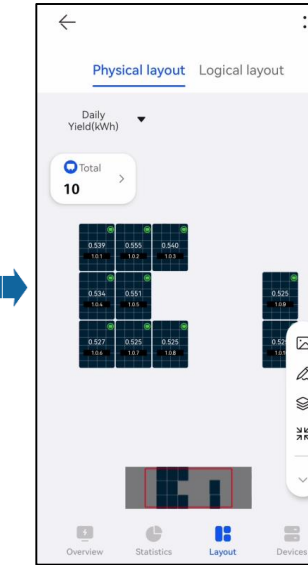 Physical layout Logical layout
Daily
Yield(kWh)
Total
10
0.539 0.555 0.540
1.0.1 1.0.2 1.0.3
0.534 0.551 0.525
1.0.4 1.0.5 1.0.9
0.527 0.525 0.525
1.0.6 1.0.7 1.0.8
Overview Statistics Layout Devices